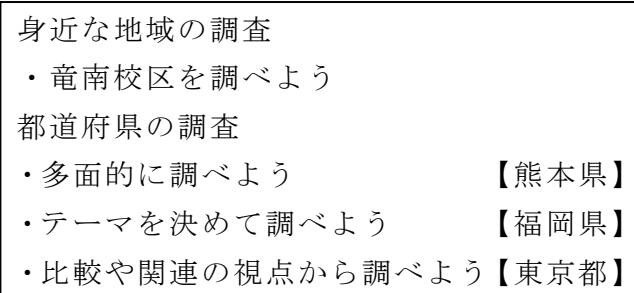 身近な地域の調査
・竜南校区を調べよう
都道府県の調査
・多面的に調べよう　　　　　【熊本県】
・テーマを決めて調べよう　　【福岡県】
・比較や関連の視点から調べよう【東京都】